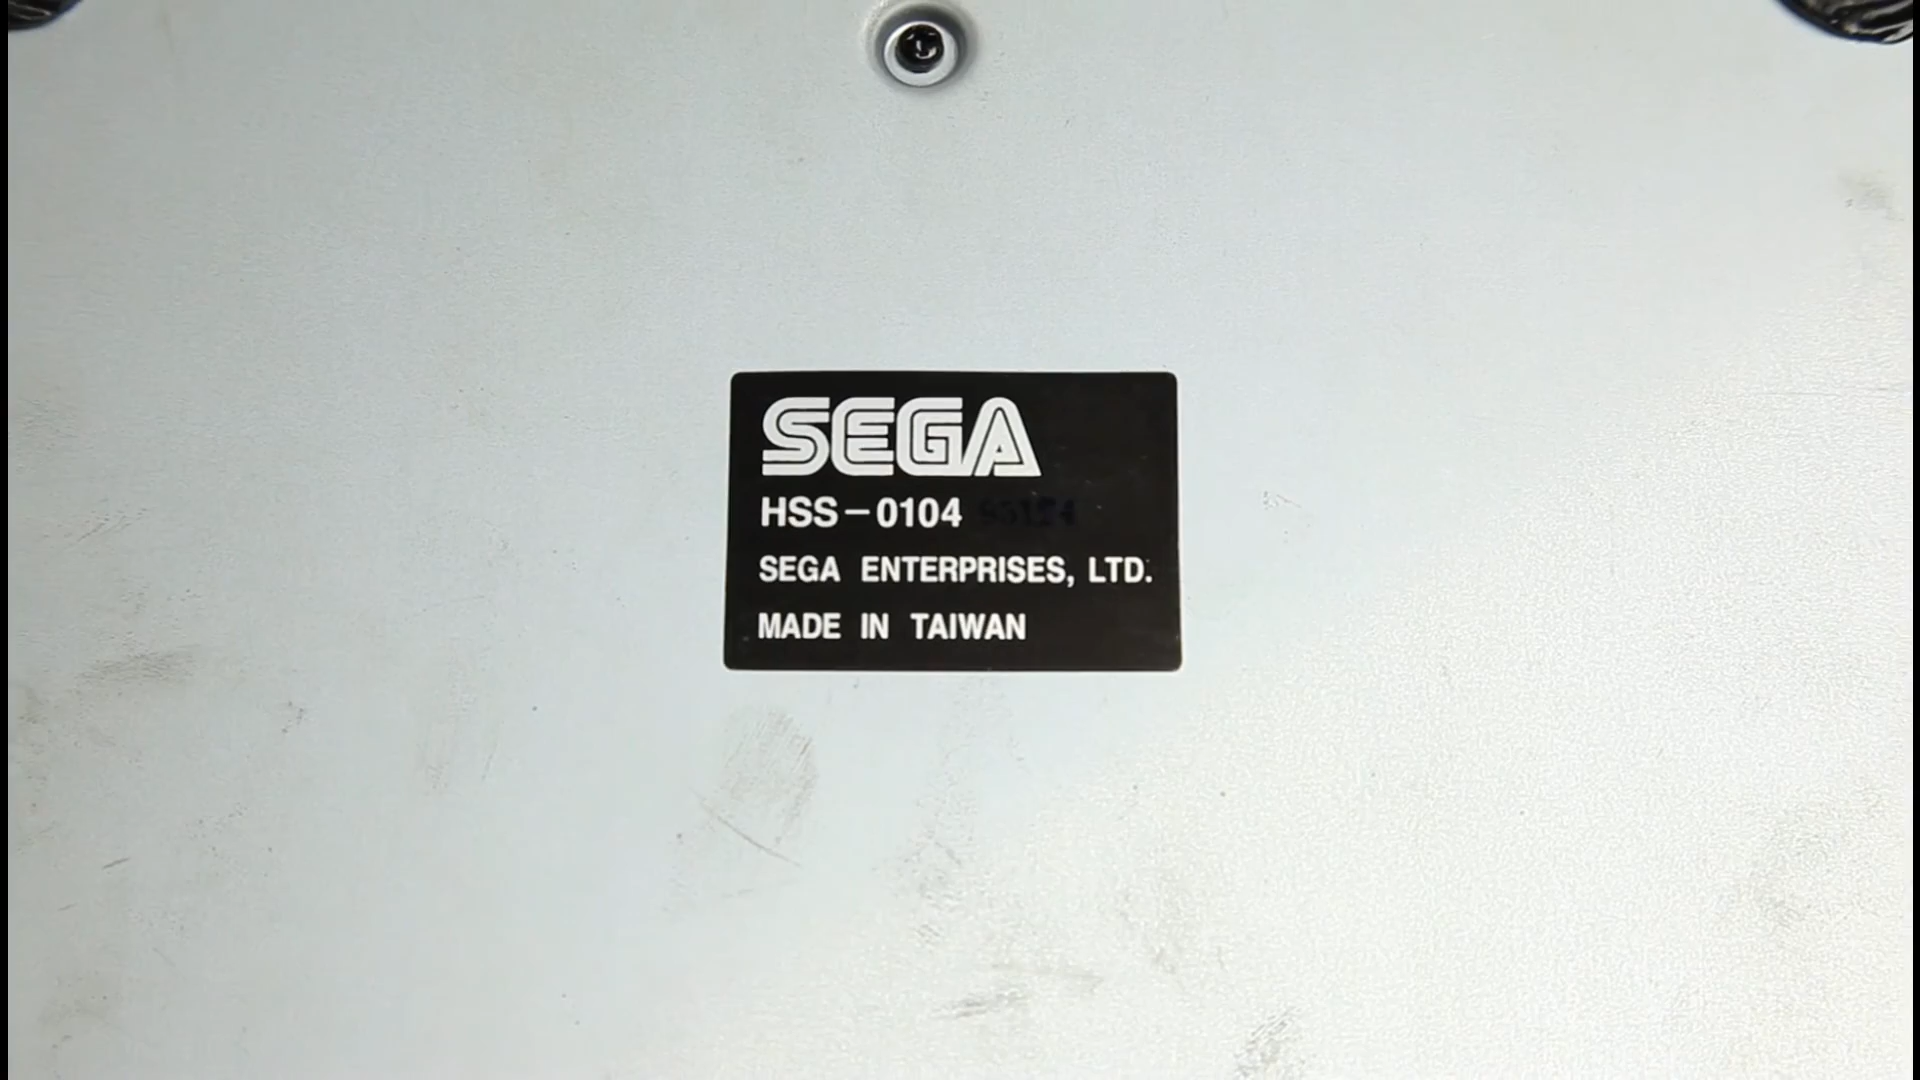 SEGA
HSS-0104
SEGA ENTERPRISES, LTD.
MADE IN TAIWAN